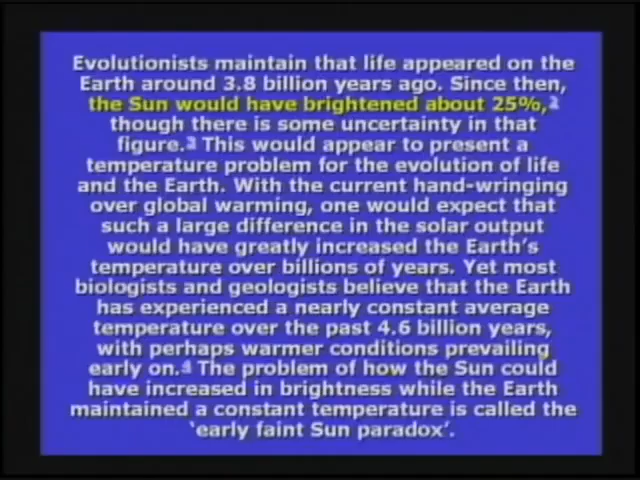 Evolutionists maintain that life appeared on the
Earth around 3.8 billion years ago. Since then,
the Sun would have brightened about 25%,2
though there is some uncertainty in that
figure.3 This would appear to present a
temperature problem for the evolution of life
and the Earth. With the current hand-wringing
over global warming, one would expect that
such a large difference in the solar output
would have greatly increased the Earth's
temperature over billions of years. Yet most
biologists and geologists believe that the Earth
has experienced a nearly constant average
temperature over the past 4.6 billion years,
with perhaps warmer conditions prevailing
early on.4 The problem of how the Sun could
have increased in brightness while the Earth
maintained a constant temperature is called the
‘early faint Sun paradox’.